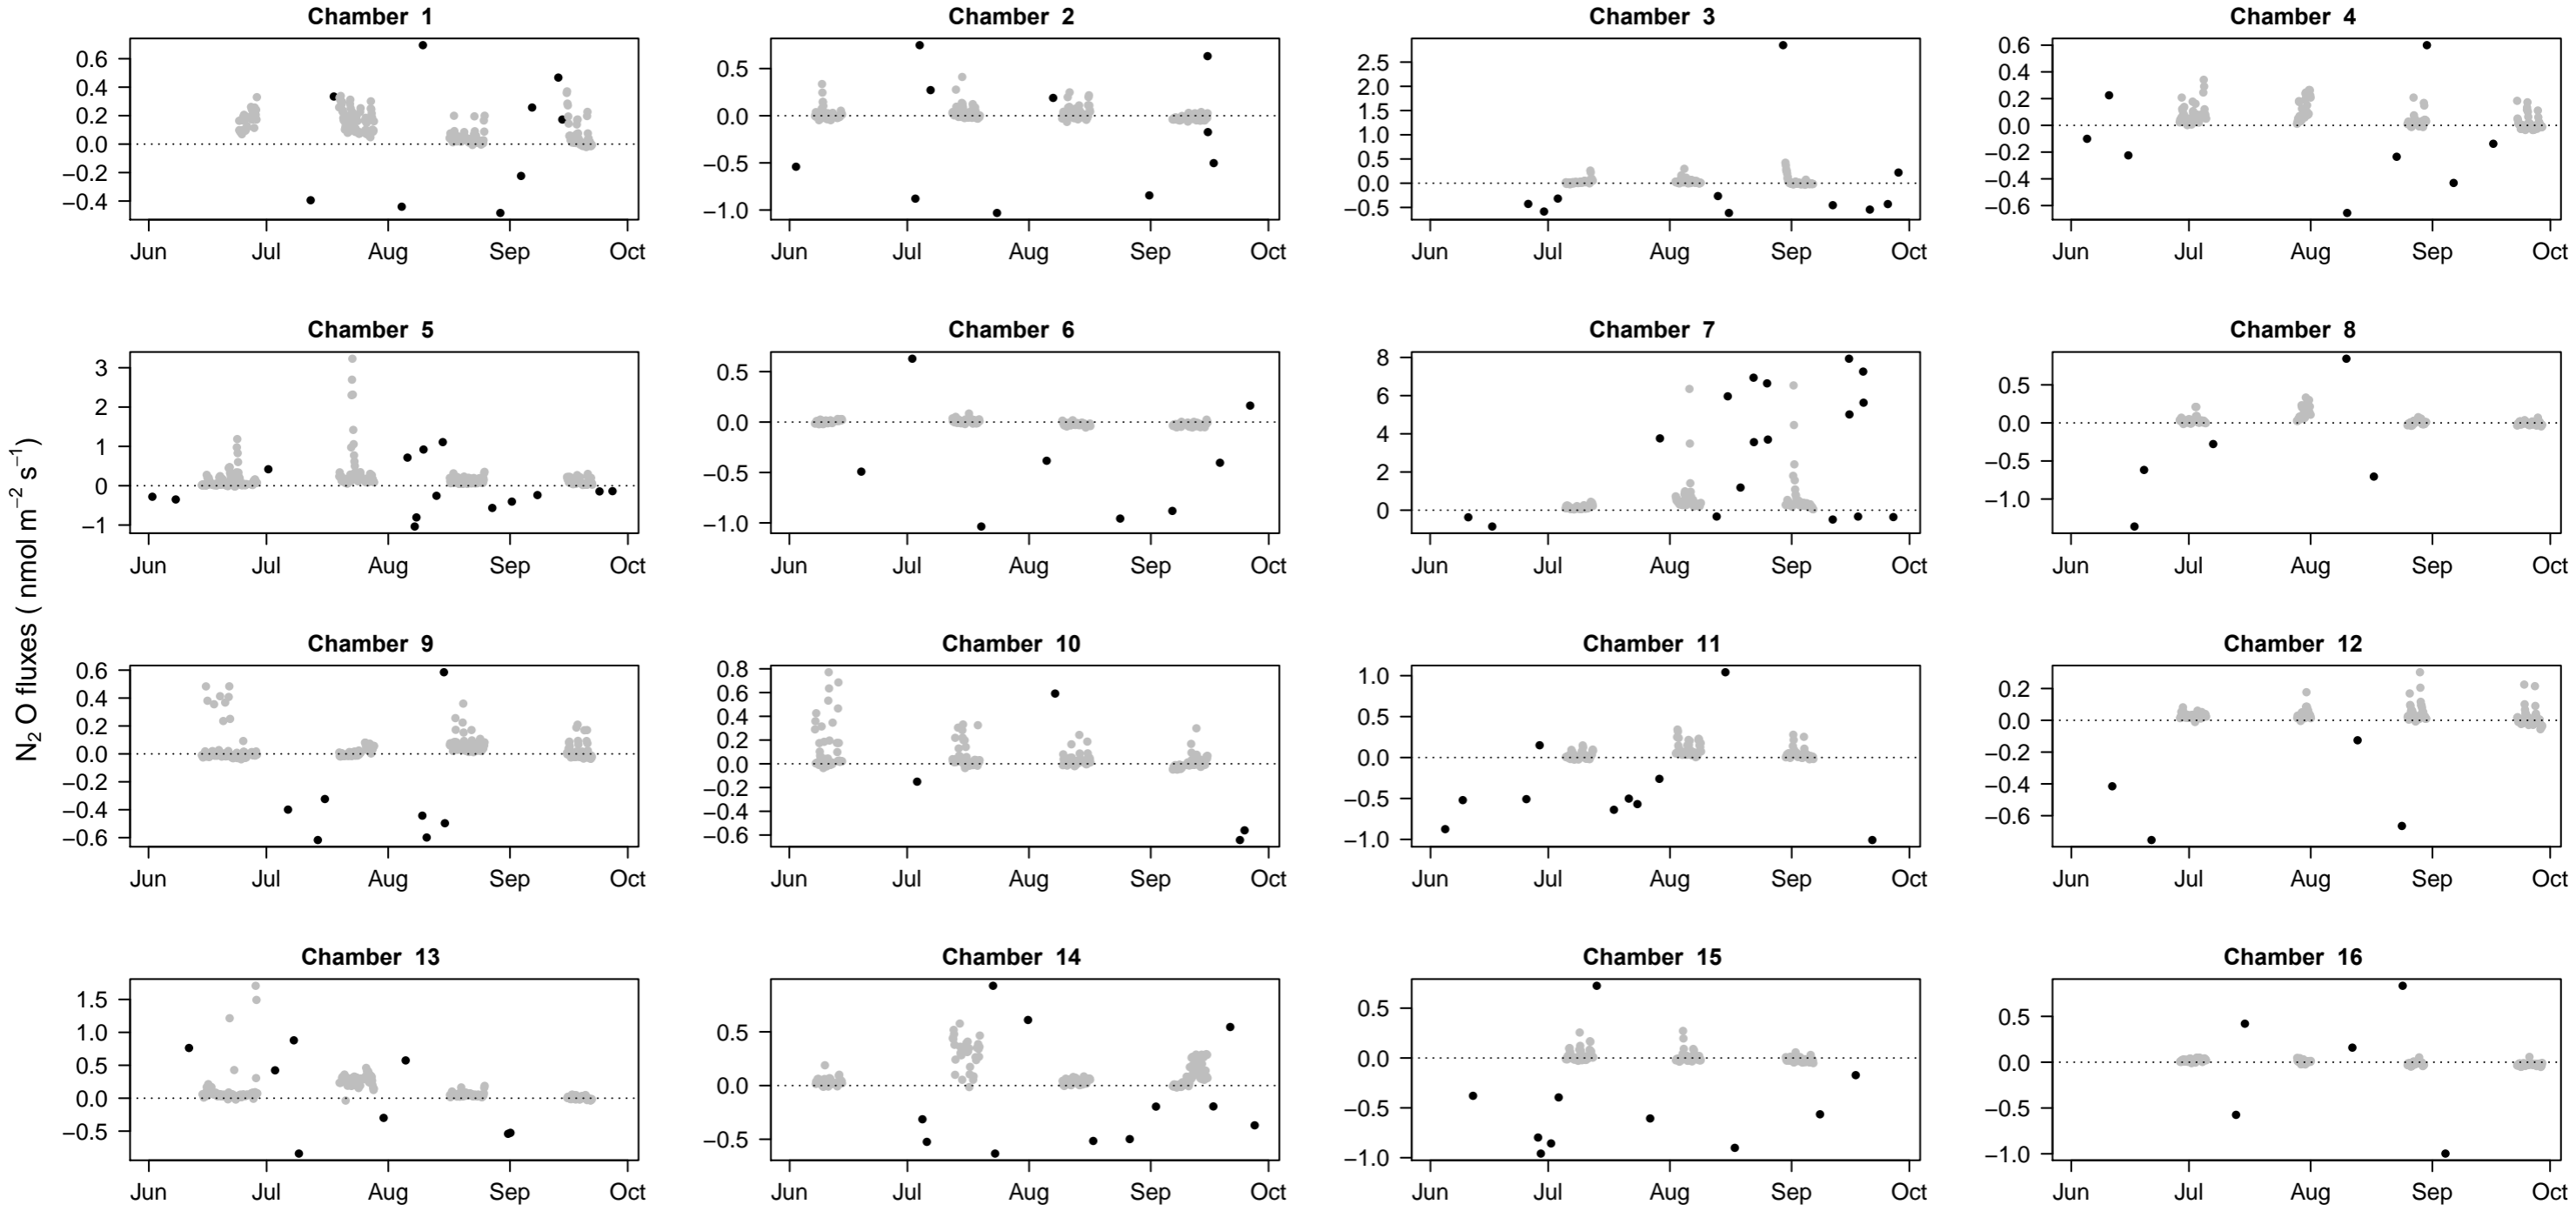 Chamber 1
0.6
0.4
0.2
0.0
−0.2
−0.4
Jun Jul Aug Sep Oct
Chamber 2
0.5
0.0
−0.5
−1.0
Jun Jul Aug Sep Oct
Chamber 3
2.5
2.0
1.5
1.0
0.5
0.0
−0.5
Jun Jul Aug Sep Oct
Chamber 4
0.6
0.4
0.2
0.0
−0.2
−0.4
−0.6
Jun Jul Aug Sep Oct
N₂ O fluxes ( nmol m⁻² s⁻¹)
Chamber 5
3
2
1
0
−1
Jun Jul Aug Sep Oct
Chamber 6
0.5
0.0
−0.5
−1.0
Jun Jul Aug Sep Oct
Chamber 7
8
6
4
2
0
Jun Jul Aug Sep Oct
Chamber 8
0.5
0.0
−0.5
−1.0
Jun Jul Aug Sep Oct
Chamber 9
0.6
0.4
0.2
0.0
−0.2
−0.4
−0.6
Jun Jul Aug Sep Oct
Chamber 10
0.8
0.6
0.4
0.2
0.0
−0.2
−0.4
−0.6
Jun Jul Aug Sep Oct
Chamber 11
1.0
0.5
0.0
−0.5
−1.0
Jun Jul Aug Sep Oct
Chamber 12
0.2
0.0
−0.2
−0.4
−0.6
Jun Jul Aug Sep Oct
Chamber 13
1.5
1.0
0.5
0.0
−0.5
Jun Jul Aug Sep Oct
Chamber 14
0.5
0.0
−0.5
Jun Jul Aug Sep Oct
Chamber 15
0.5
0.0
−0.5
−1.0
Jun Jul Aug Sep Oct
Chamber 16
0.5
0.0
−0.5
−1.0
Jun Jul Aug Sep Oct